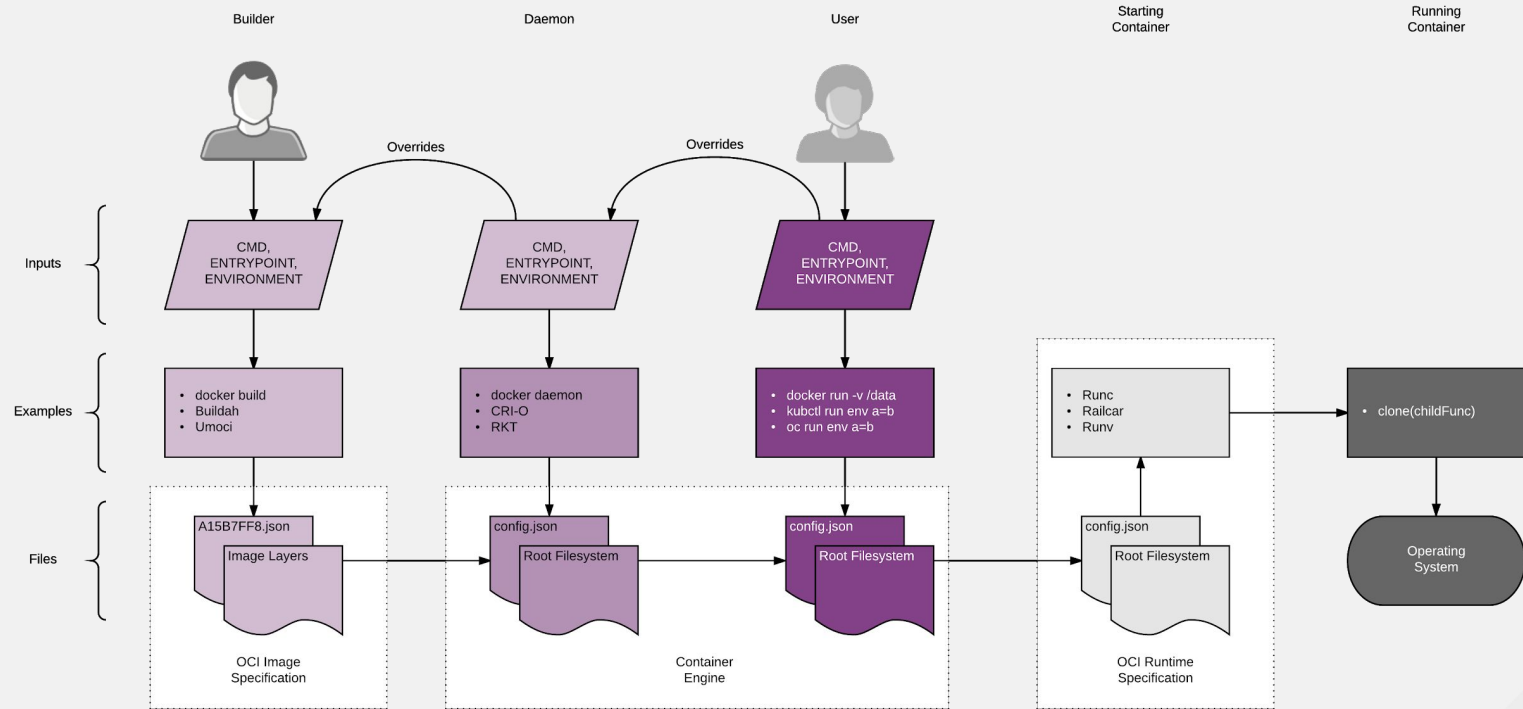 Builder
Daemon
User
Starting
Container
Running
Container
Overrides
Overrides
Inputs
CMD,
ENTRYPOINT,
ENVIRONMENT
CMD,
ENTRYPOINT,
ENVIRONMENT
CMD,
ENTRYPOINT,
ENVIRONMENT
Examples
• docker build
• Buildah
• Umoci
• docker daemon
• CRI-O
• RKT
• docker run -v /data
• kubctl run env a=b
• oc run env a=b
• Runc
• Railcar
• Runv
• clone(childFunc)
Files
A15B7FF8.json
Image Layers
config.json
Root Filesystem
config.json
Root Filesystem
config.json
Root Filesystem
Operating
System
OCI Image
Specification
Container
Engine
OCI Runtime
Specification